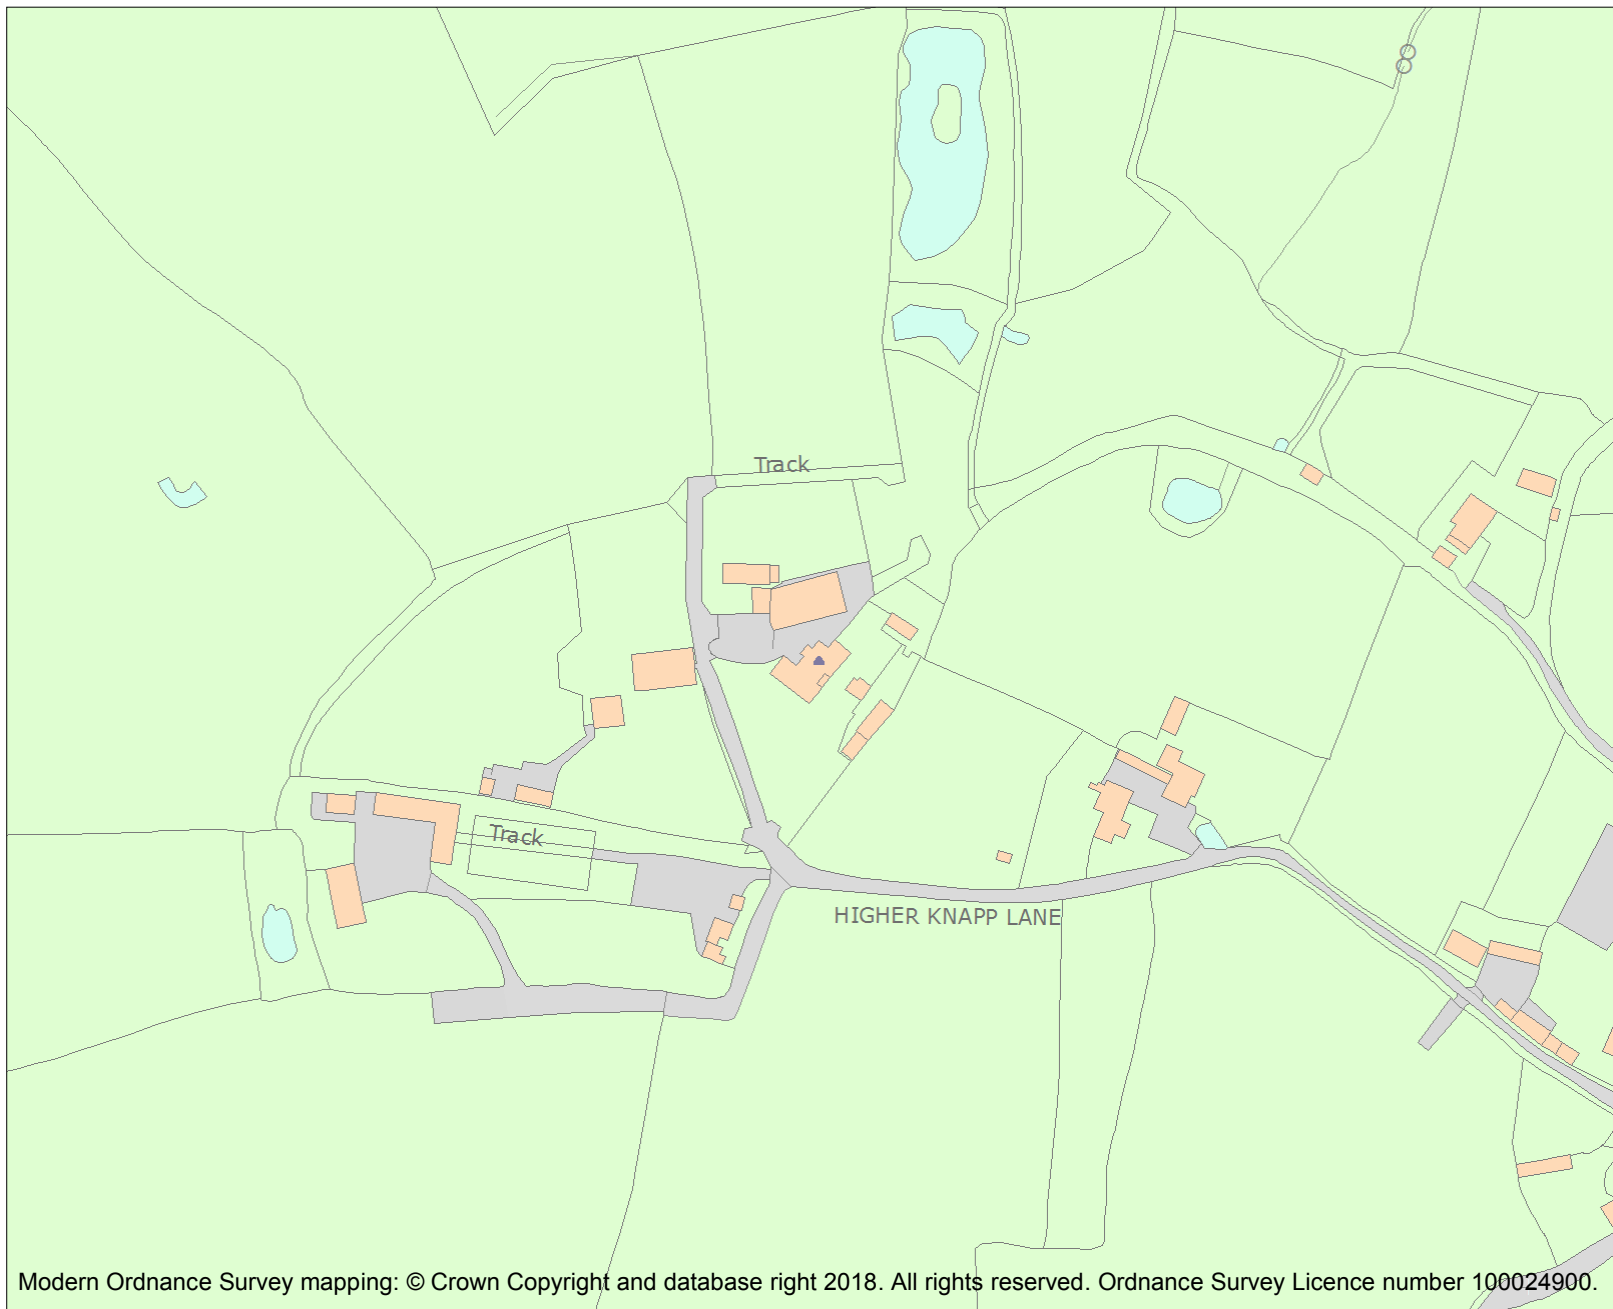 Track
Track
HIGHER KNAPP LANE
Modern Ordnance Survey mapping: © Crown Copyright and database right 2018. All rights reserved. Ordnance Survey Licence number 100024900.